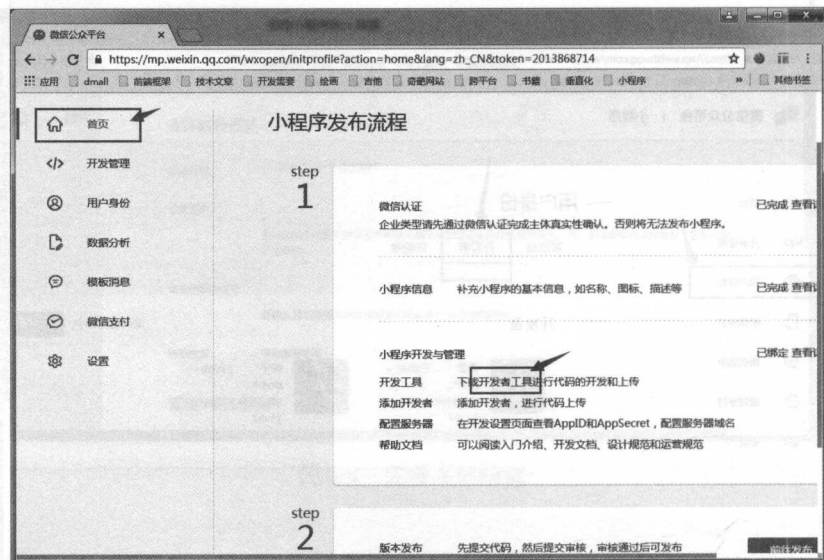 微信公众平台 ×
https://mp.weixin.qq.com/wxopen/initprofile?action=home&lang=zh_CN&token=2013868714
应用 dmall 前端框架 技术文章 开发需要 绘画 吉他 奇葩网站 跨平台 书籍 垂直化 小程序 » 其他书签
首页
</> 开发管理
用户身份
数据分析
模板消息
微信支付
设置
小程序发布流程
step
1
微信认证 已完成 查看
企业类型请先通过微信认证完成主体真实性确认。否则将无法发布小程序。
小程序信息 补充小程序的基本信息，如名称、图标、描述等 已完成 查看
小程序开发与管理 已绑定 查看
开发工具 下载开发者工具进行代码的开发和上传
添加开发者 添加开发者，进行代码上传
配置服务器 在开发设置页面查看AppID和AppSecret，配置服务器域名
帮助文档 可以阅读入门介绍、开发文档、设计规范和运营规范
step
2
版本发布 先提交代码，然后提交审核，审核通过后可发布 前往发布